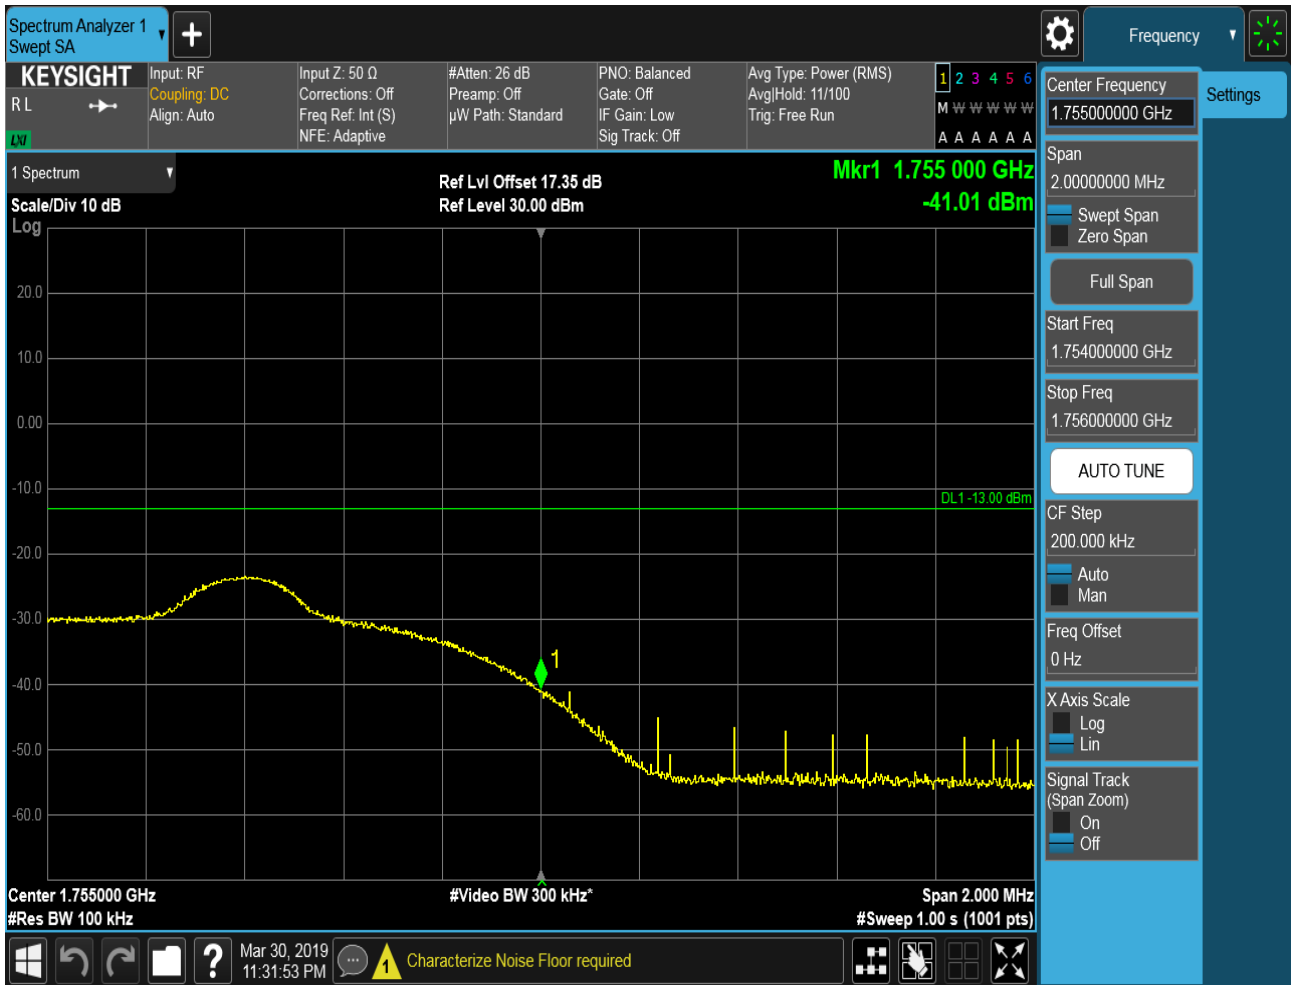 Spectrum Analyzer 1
Swept SA
Frequency
KEYSIGHT
R L
LXI
Input: RF
Coupling: DC
Align: Auto
Input Z: 50 Ω
Corrections: Off
Freq Ref: Int (S)
NFE: Adaptive
#Atten: 26 dB
Preamp: Off
µW Path: Standard
PNO: Balanced
Gate: Off
IF Gain: Low
Sig Track: Off
Avg Type: Power (RMS)
Avg|Hold: 11/100
Trig: Free Run
1 2 3 4 5 6
M W W W W W
A A A A A A
1 Spectrum
Scale/Div 10 dB
Log
Ref Lvl Offset 17.35 dB
Ref Level 30.00 dBm
Mkr1 1.755 000 GHz
-41.01 dBm
20.0
10.0
0.00
-10.0
DL1 -13.00 dBm
-20.0
-30.0
1
-40.0
-50.0
-60.0
Center 1.755000 GHz
#Video BW 300 kHz*
Span 2.000 MHz
#Res BW 100 kHz
#Sweep 1.00 s (1001 pts)
?
Mar 30, 2019
11:31:53 PM
1
Characterize Noise Floor required
Center Frequency
1.755000000 GHz
Settings
Span
2.00000000 MHz
Swept Span
Zero Span
Full Span
Start Freq
1.754000000 GHz
Stop Freq
1.756000000 GHz
AUTO TUNE
CF Step
200.000 kHz
Auto
Man
Freq Offset
0 Hz
X Axis Scale
Log
Lin
Signal Track
(Span Zoom)
On
Off